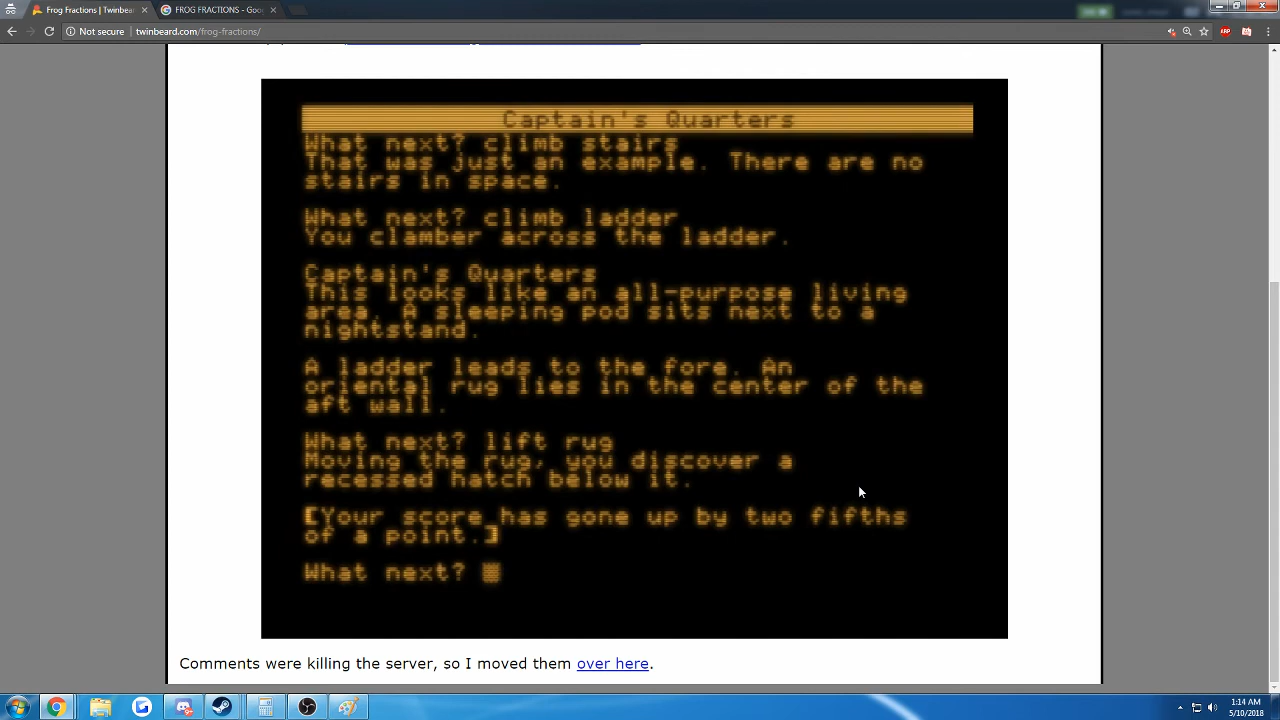 Frog Fractions | Twinbea
FROG FRACTIONS - Goo
Not secure | twinbeard.com/frog-fractions/
ABP
Captain's Quarters
What next? climb stairs
That was just an example. There are no
stairs in space.
What next? climb ladder
You clamber across the ladder.
Captain's Quarters
This looks like an all-purpose living
area. A sleeping pod sits next to a
nightstand.
A ladder leads to the fore. An
oriental rug lies in the center of the
aft wall.
What next? lift rug
Moving the rug, you discover a
recessed hatch below it.
[Your score has gone up by two fifths
of a point.]
What next?
Comments were killing the server, so I moved them over here.
1:14 AM
5/10/2018